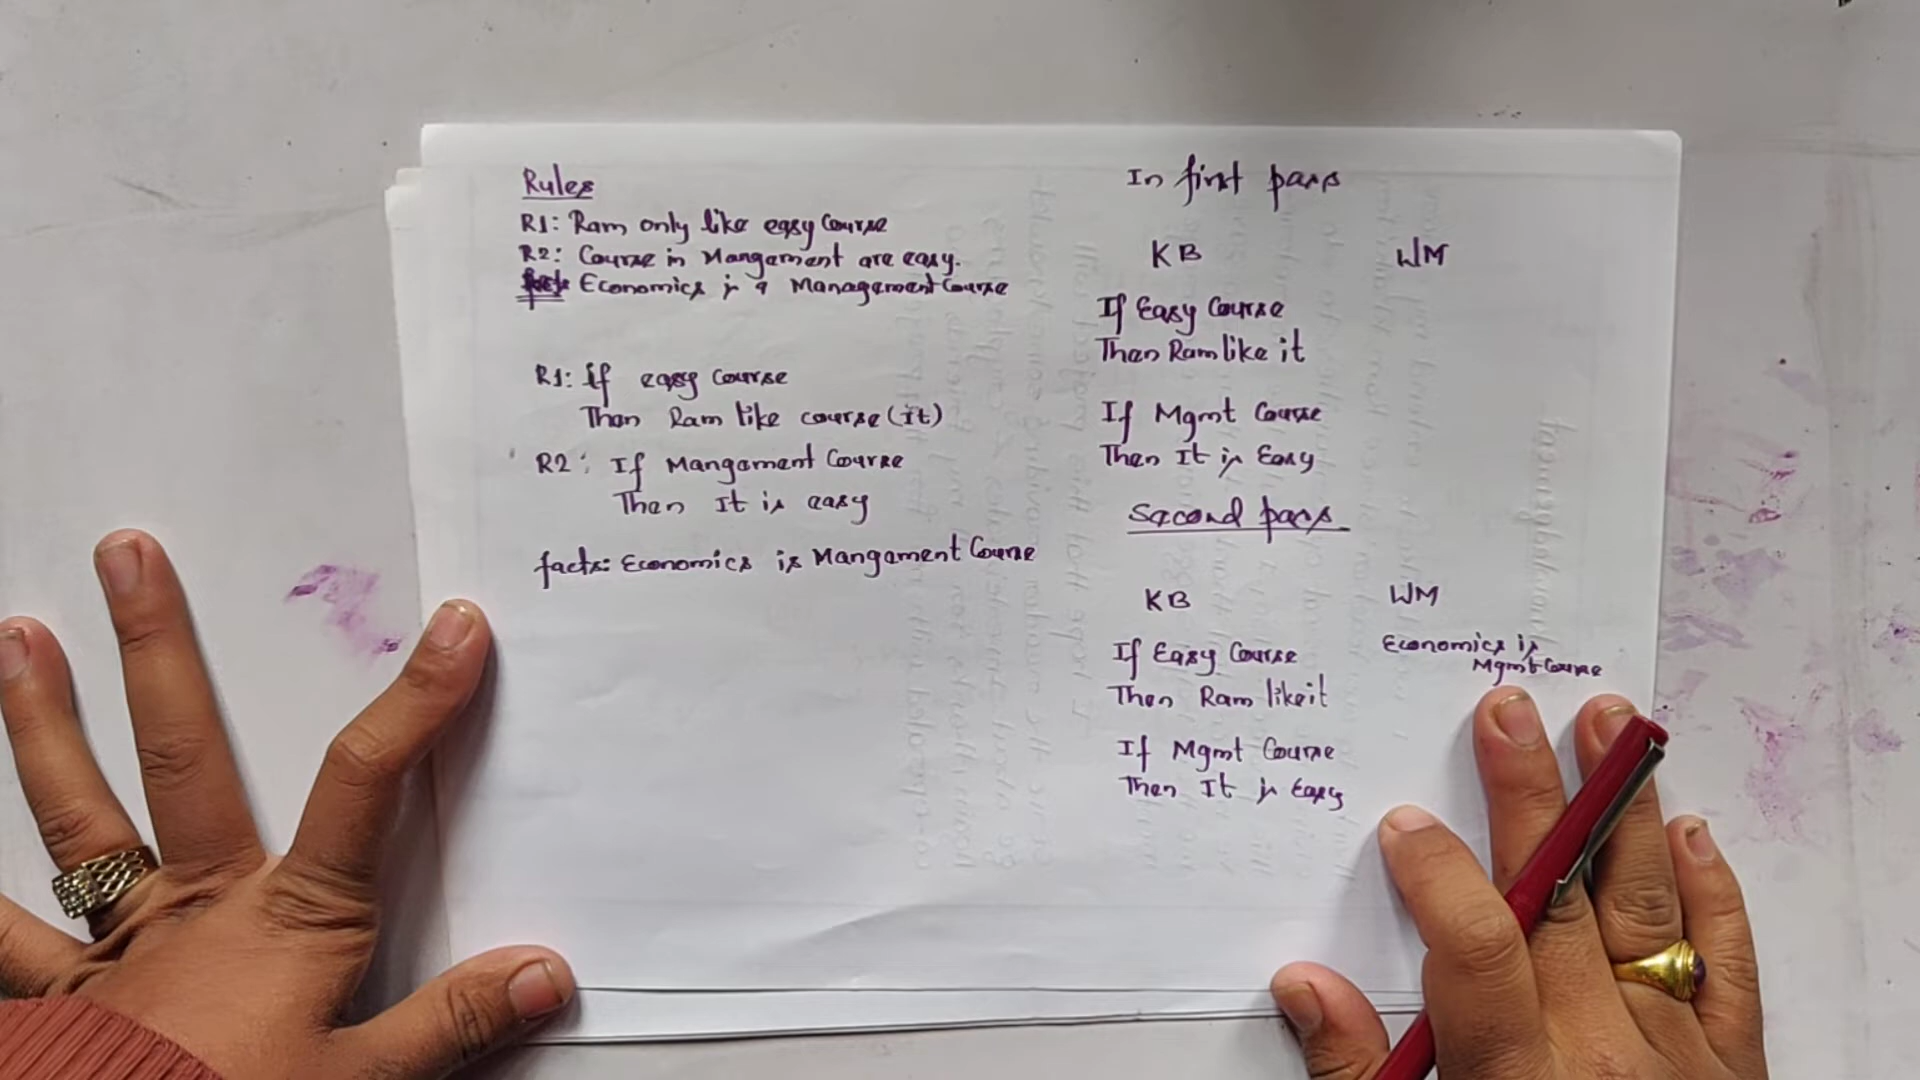 Rules
R1: Ram only like easy Course
R2: Course in Mangament are easy.
fact: Economics is a Management Course
R1: If easy Course
Then Ram like course (it)
R2: If Mangament Course
Then It is easy
facts: Economics is Mangament Course
In first pass
KB WM
If Easy Course
Then Ram like it
If Mgmt Course
Then It is Easy
Second pass
KB WM
If Easy Course
Then Ram like it
Economics is
Mgmt Course
If Mgmt Course
Then It is Easy